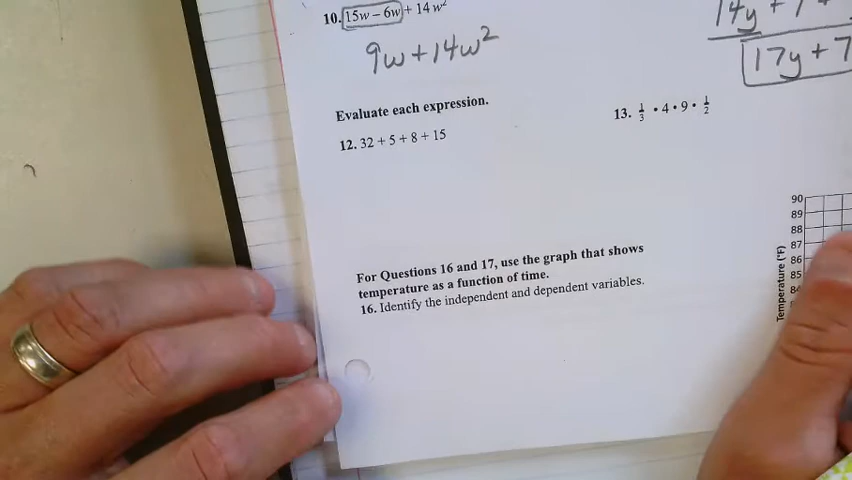 10. 15w − 6w + 14 w²
9w + 14w²
14y + 7 +
17y + 7
Evaluate each expression.
12. 32 + 5 + 8 + 15
13. 1/3 • 4 • 9 • 1/2
For Questions 16 and 17, use the graph that shows
temperature as a function of time.
16. Identify the independent and dependent variables.
90
89
88
87
86
85
Temperature (°F)